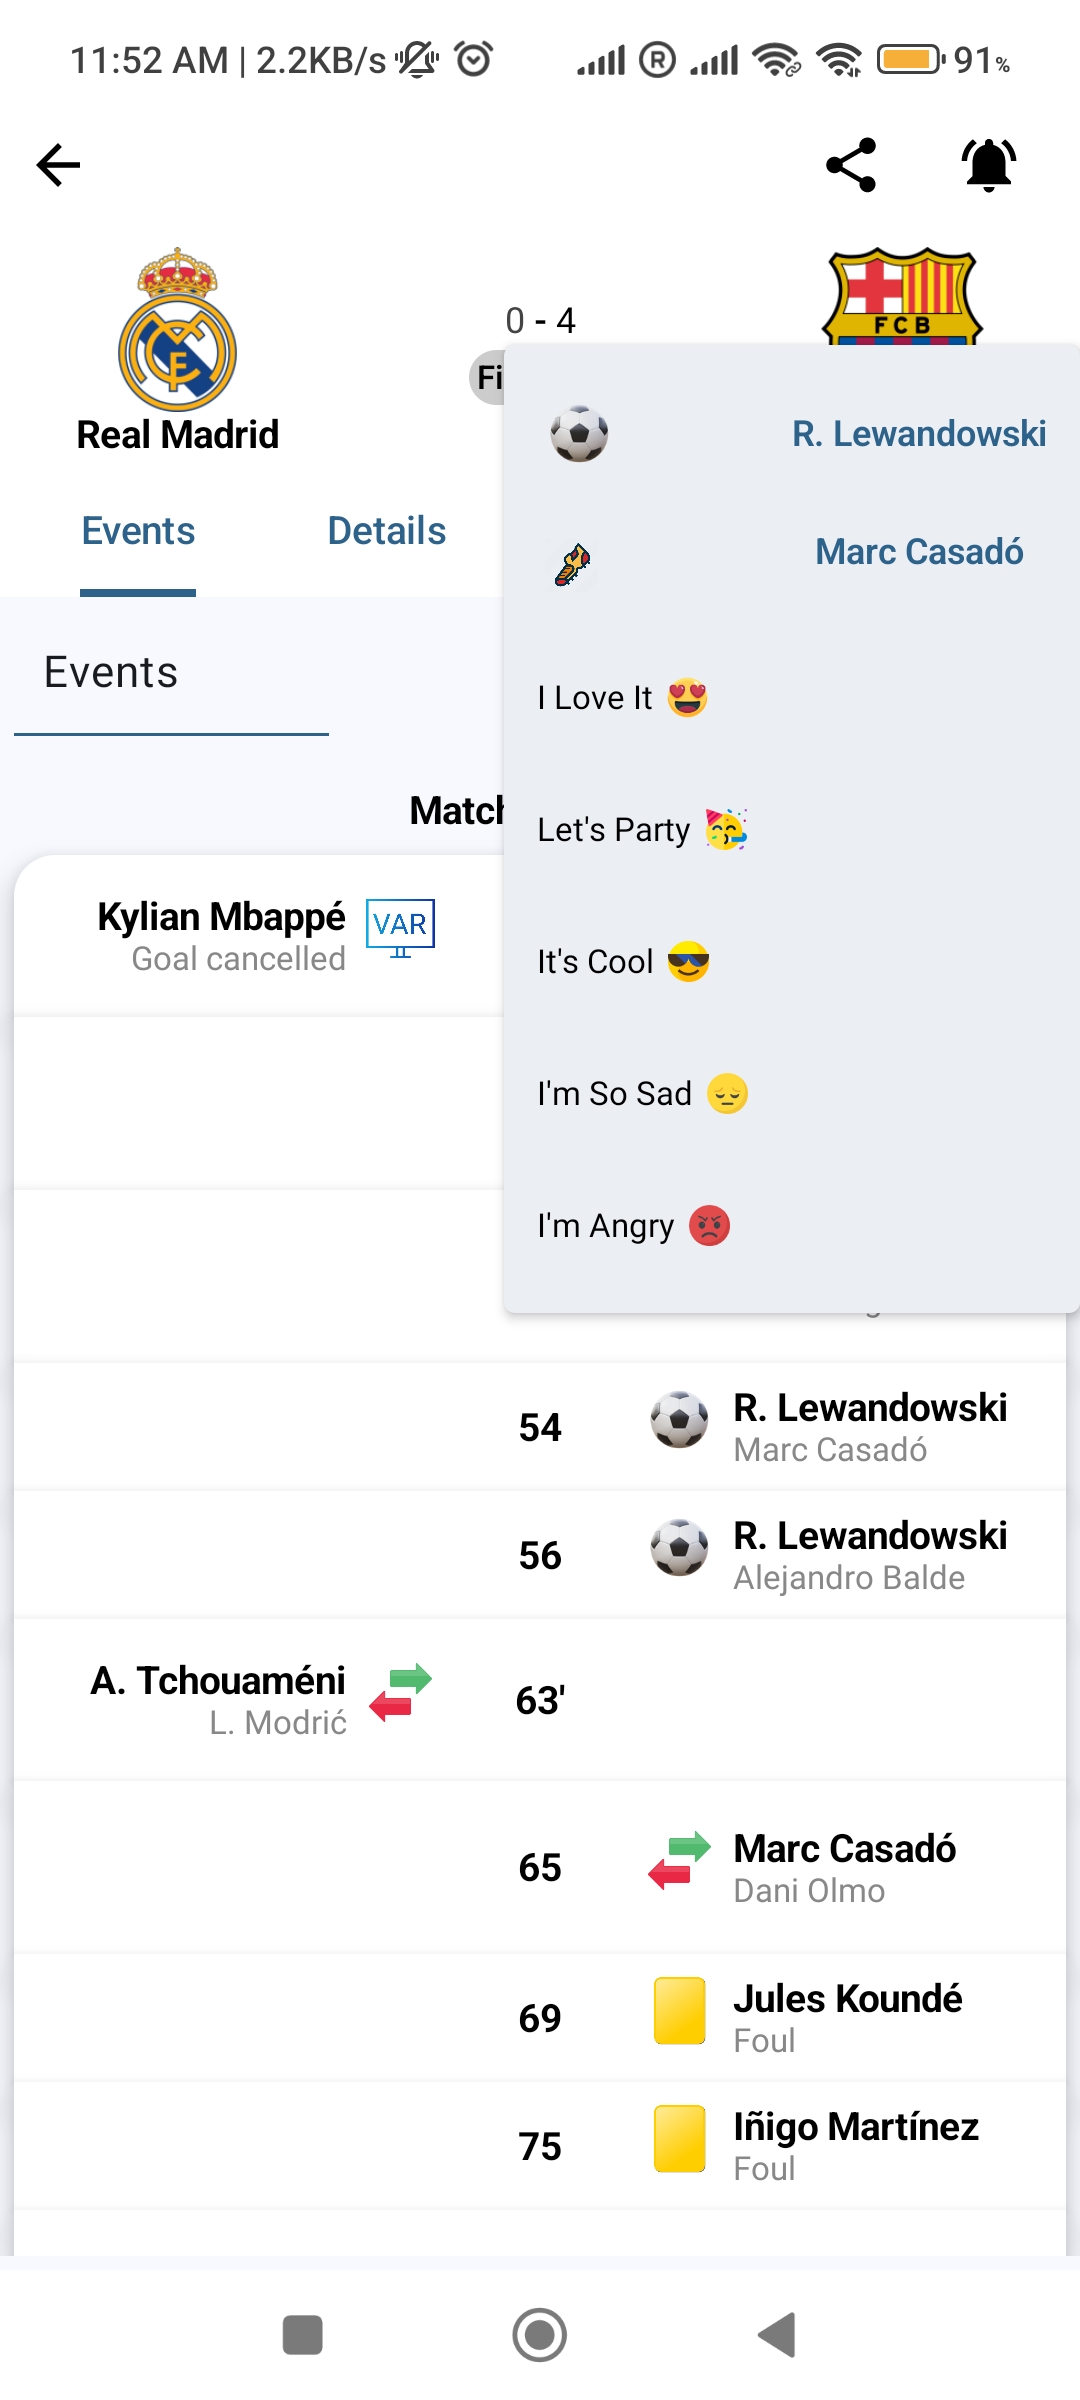 11:52 AM | 2.2KB/s R 91%
0 - 4
FCB
Fi
Real Madrid
R. Lewandowski
Marc Casadó
Events Details
Events
I Love It 😍
Let's Party 🥳
Match
Kylian Mbappé
Goal cancelled
VAR
It's Cool 😎
I'm So Sad 😔
I'm Angry 😡
54 R. Lewandowski
Marc Casadó
56 R. Lewandowski
Alejandro Balde
A. Tchouaméni
L. Modrić
63'
65 Marc Casadó
Dani Olmo
69 Jules Koundé
Foul
75 Iñigo Martínez
Foul